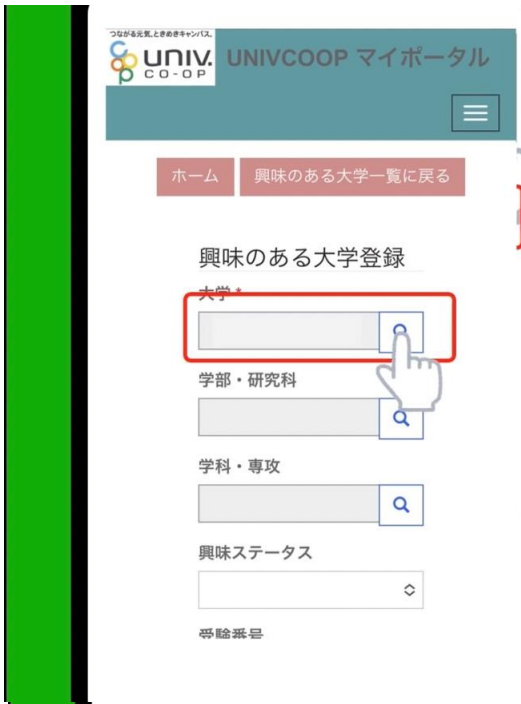 つながる元気、ときめきキャンパス。
UNIV.
CO-OP
UNIVCOOP マイポータル
ホーム
興味のある大学一覧に戻る
興味のある大学登録
大学 *
学部・研究科
学科・専攻
興味ステータス
受験番号